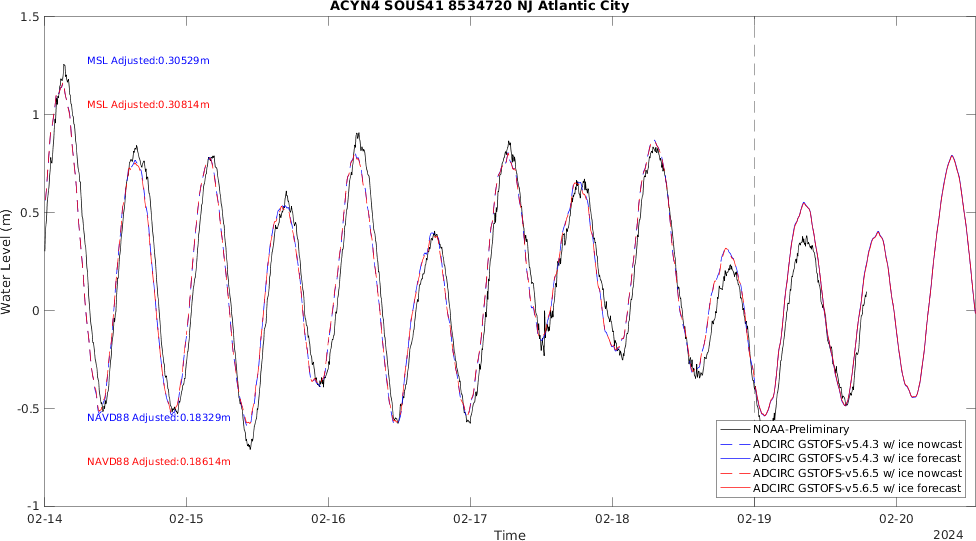 ACYN4 SOUS41 8534720 NJ Atlantic City
1.5
MSL Adjusted:0.30529m
MSL Adjusted:0.30814m
1
0.5
Water Level (m)
0
-0.5
NAVD88 Adjusted:0.18329m
NAVD88 Adjusted:0.18614m
-1
NOAA-Preliminary
ADCIRC GSTOFS-v5.4.3 w/ ice nowcast
ADCIRC GSTOFS-v5.4.3 w/ ice forecast
ADCIRC GSTOFS-v5.6.5 w/ ice nowcast
ADCIRC GSTOFS-v5.6.5 w/ ice forecast
02-14 02-15 02-16 02-17 02-18 02-19 02-20
Time
2024